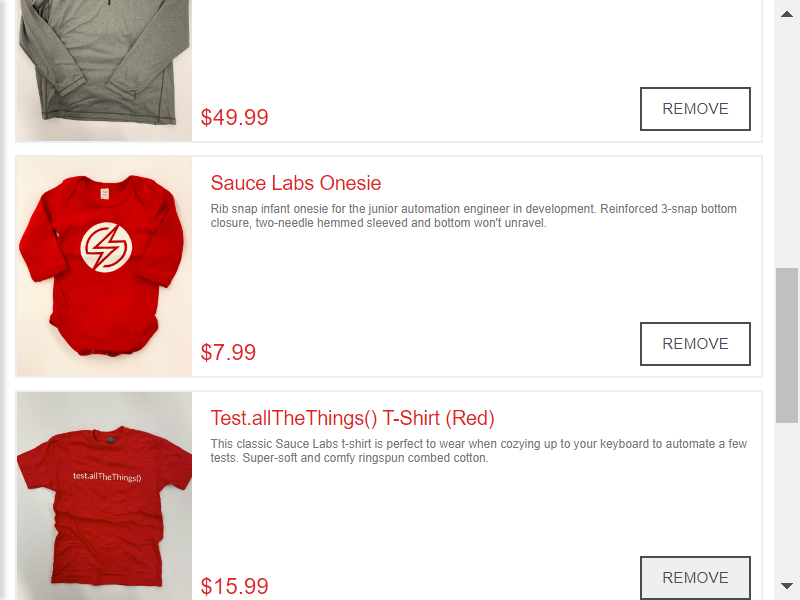 $49.99
REMOVE
Sauce Labs Onesie
Rib snap infant onesie for the junior automation engineer in development. Reinforced 3-snap bottom
closure, two-needle hemmed sleeved and bottom won't unravel.
$7.99
REMOVE
Test.allTheThings() T-Shirt (Red)
This classic Sauce Labs t-shirt is perfect to wear when cozying up to your keyboard to automate a few
tests. Super-soft and comfy ringspun combed cotton.
test.allTheThings()
$15.99
REMOVE